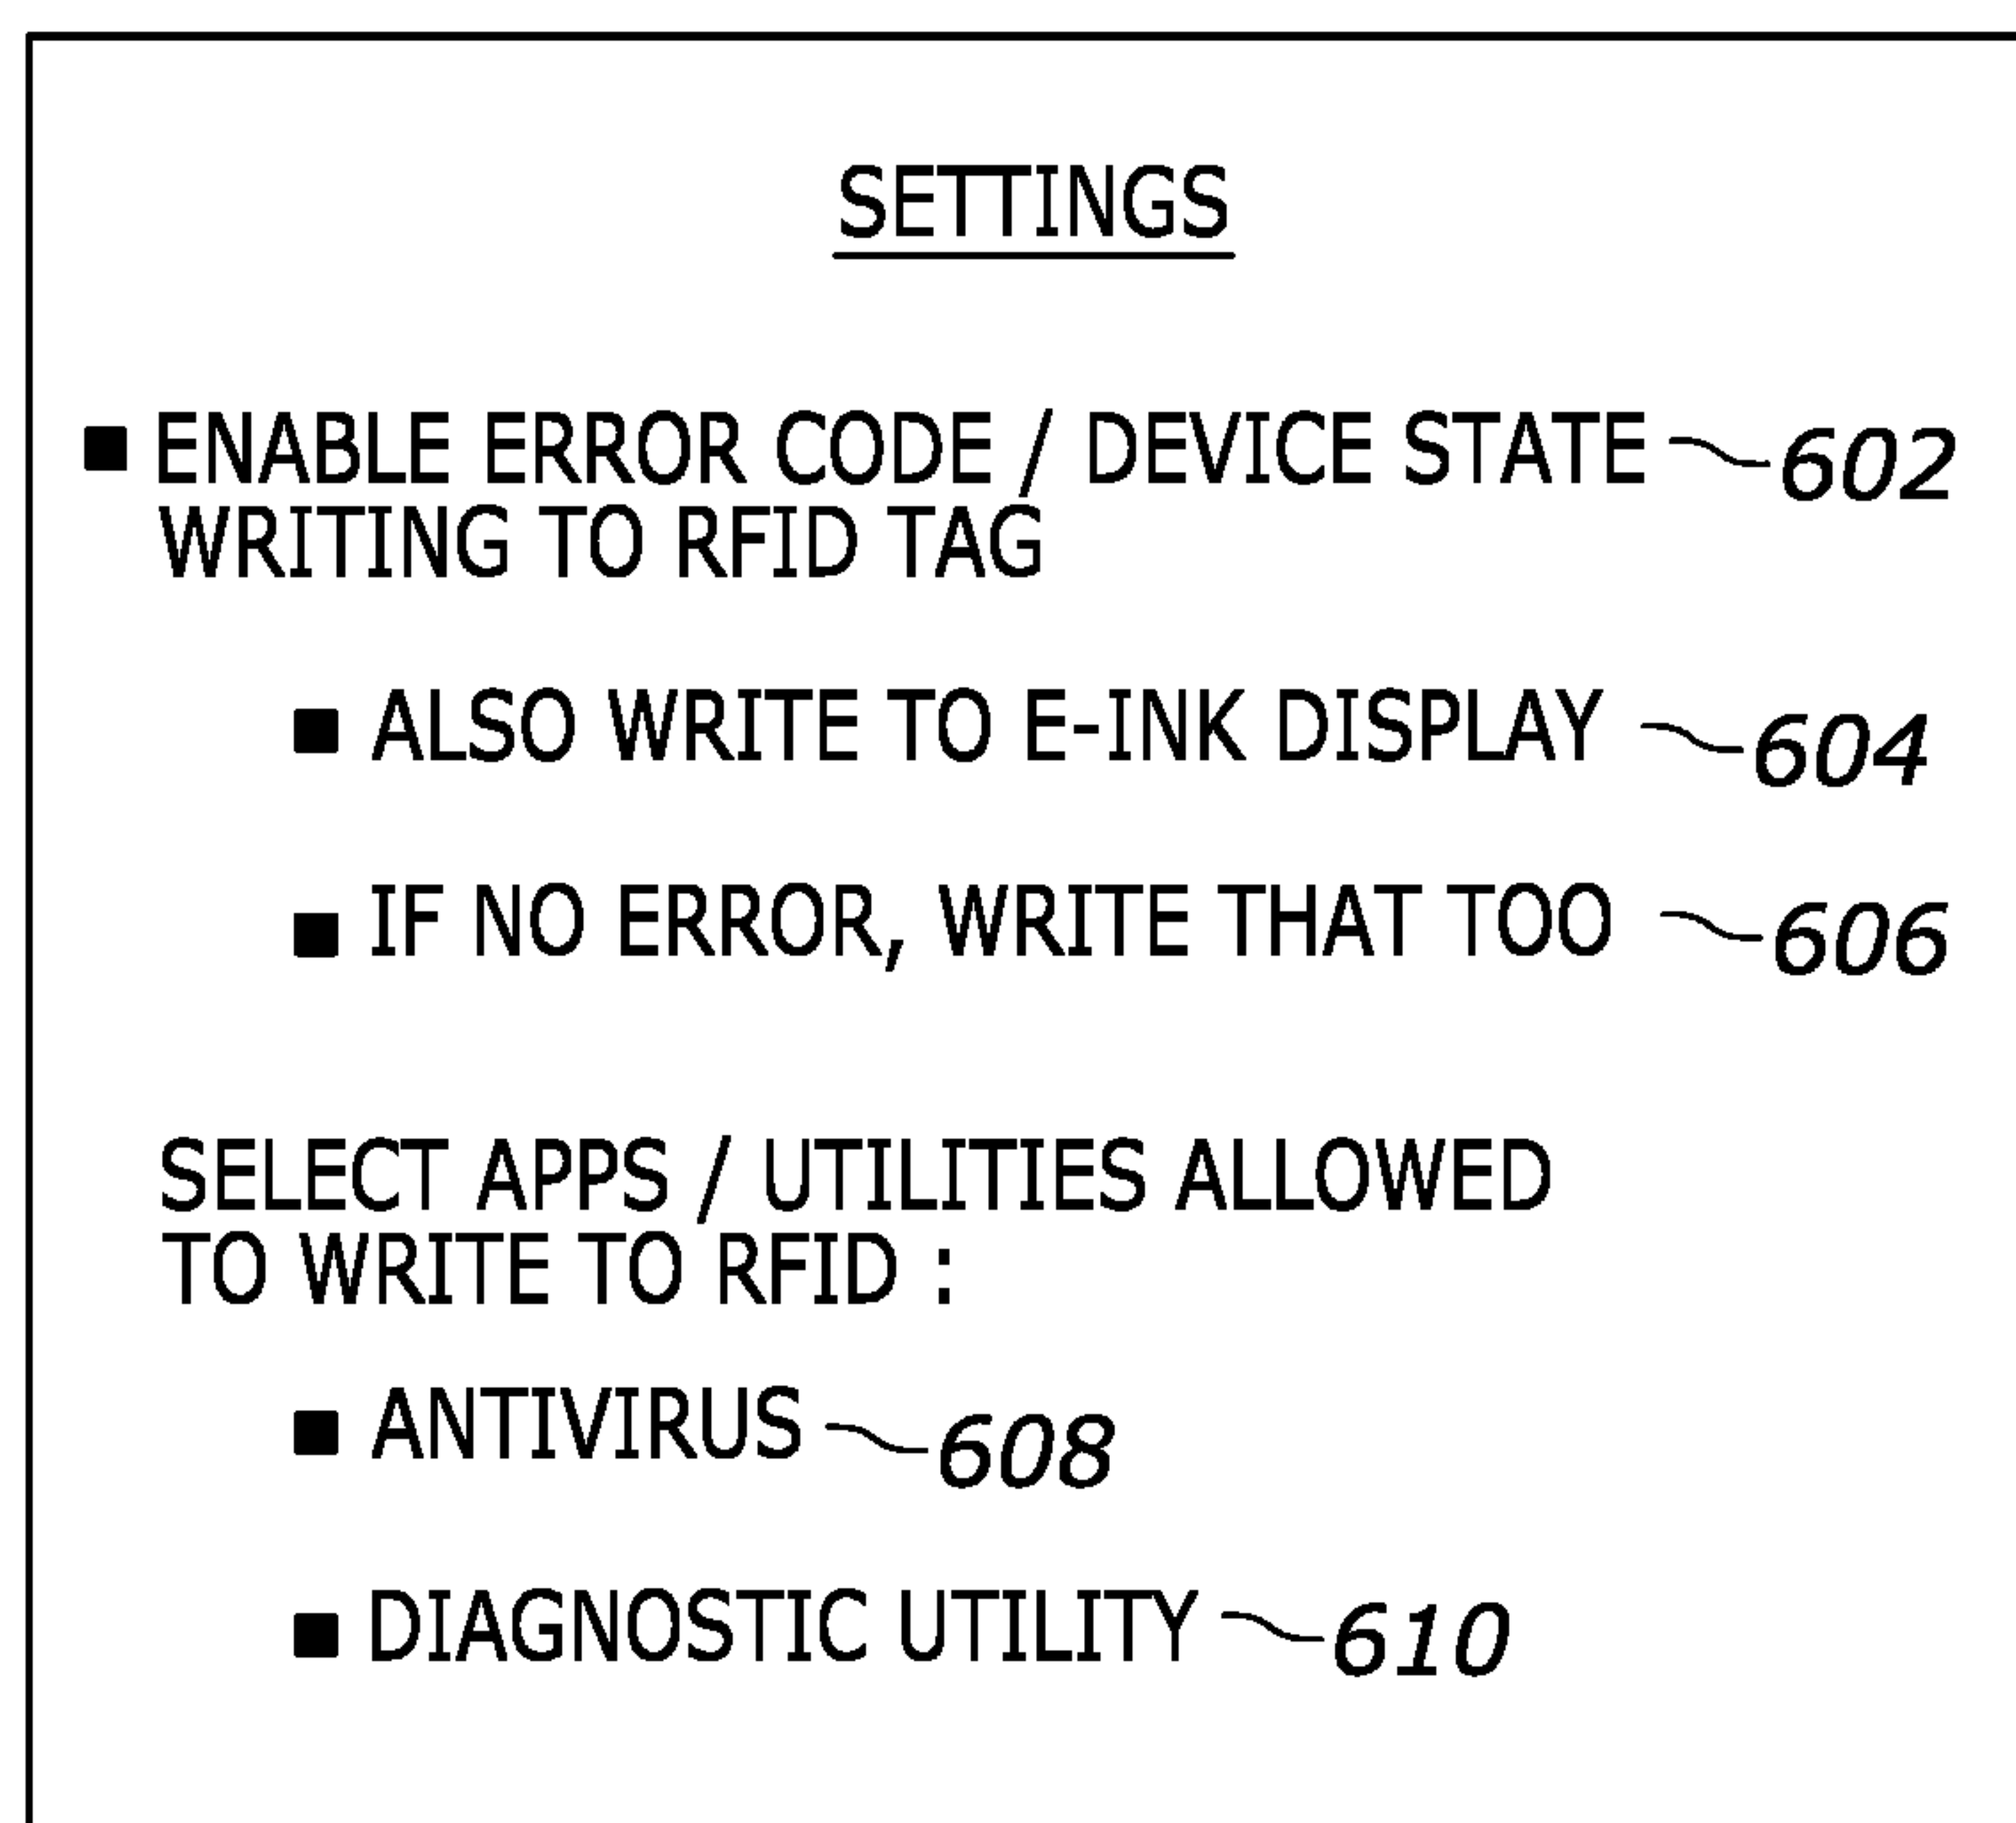 SETTINGS
■ ENABLE ERROR CODE / DEVICE STATE 602
WRITING TO RFID TAG
■ ALSO WRITE TO E-INK DISPLAY 604
■ IF NO ERROR, WRITE THAT TOO 606
SELECT APPS / UTILITIES ALLOWED
TO WRITE TO RFID :
■ ANTIVIRUS 608
■ DIAGNOSTIC UTILITY 610